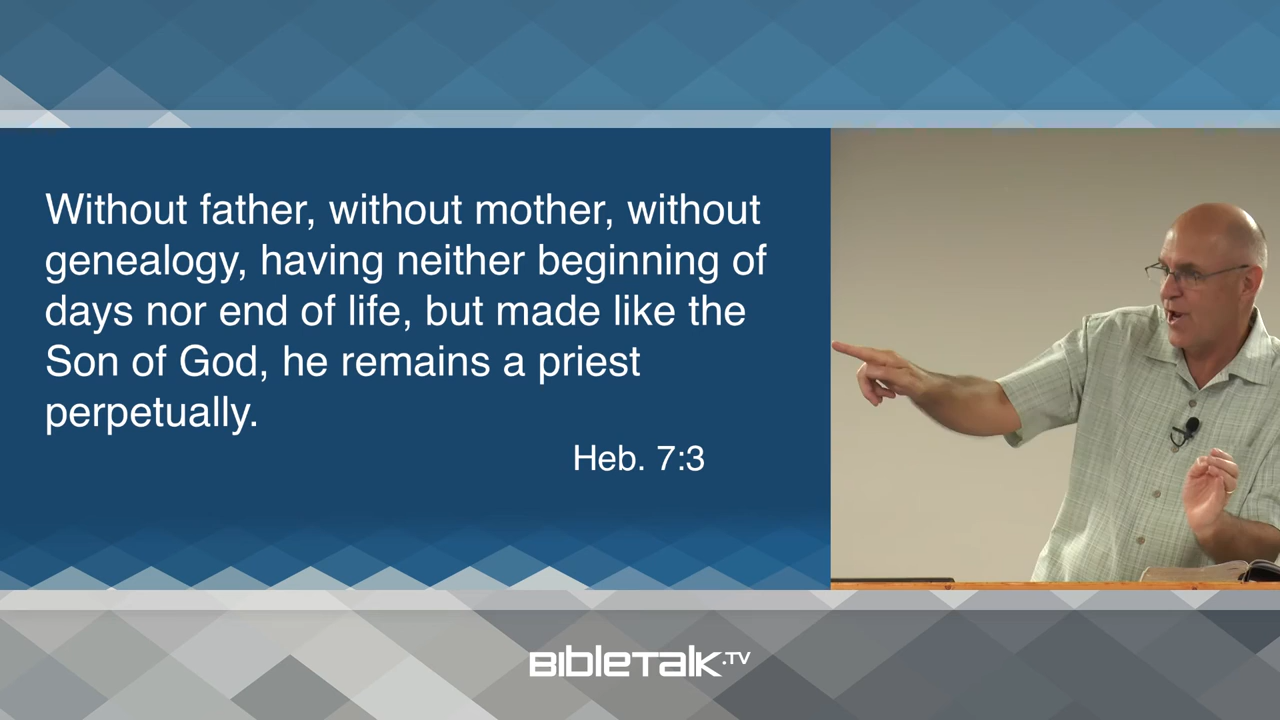 Without father, without mother, without
genealogy, having neither beginning of
days nor end of life, but made like the
Son of God, he remains a priest
perpetually.
Heb. 7:3
BIBLETALK.TV